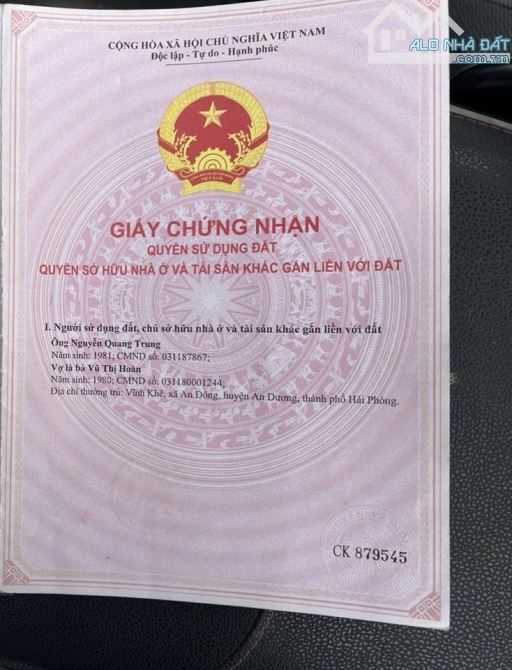 ALO NHÀ ĐẤT
.com.vn
CỘNG HÒA XÃ HỘI CHỦ NGHĨA VIỆT NAM
Độc lập - Tự do - Hạnh phúc
VIỆT NAM
GIẤY CHỨNG NHẬN
QUYỀN SỬ DỤNG ĐẤT
QUYỀN SỞ HỮU NHÀ Ở VÀ TÀI SẢN KHÁC GẮN LIỀN VỚI ĐẤT
I. Người sử dụng đất, chủ sở hữu nhà ở và tài sản khác gắn liền với đất
Ông Nguyễn Quang Trung
Năm sinh: 1981; CMND số: 031187867;
Vợ là bà Vũ Thị Hoàn
Năm sinh: 1980; CMND số: 031180001244;
Địa chỉ thường trú: Vĩnh Khê, xã An Đồng, huyện An Dương, thành phố Hải Phòng.
CK 879545